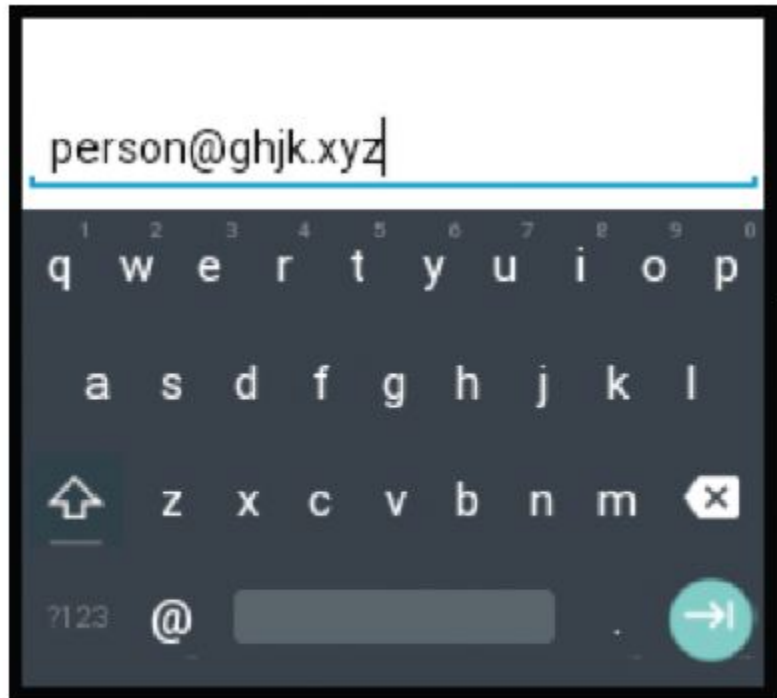 person@ghjk.xyz
1 2 3 4 5 6 7 8 9 0
q w e r t y u i o p
a s d f g h j k l
z x c v b n m
?123 @ .